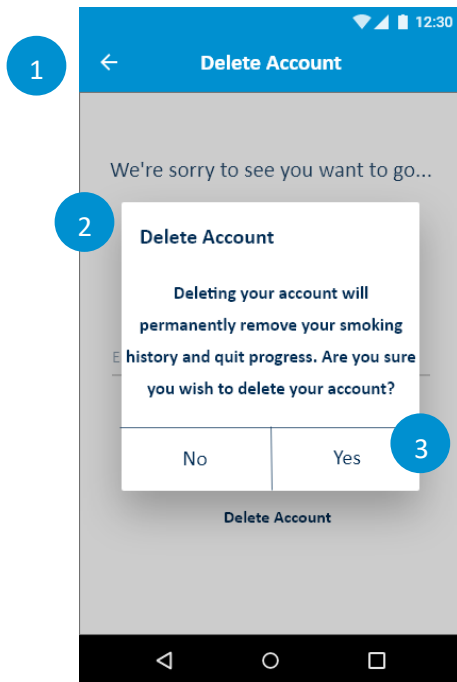 12:30
1
Delete Account
We're sorry to see you want to go...
2
Delete Account
Deleting your account will
permanently remove your smoking
E
history and quit progress. Are you sure
you wish to delete your account?
No
Yes
3
Delete Account